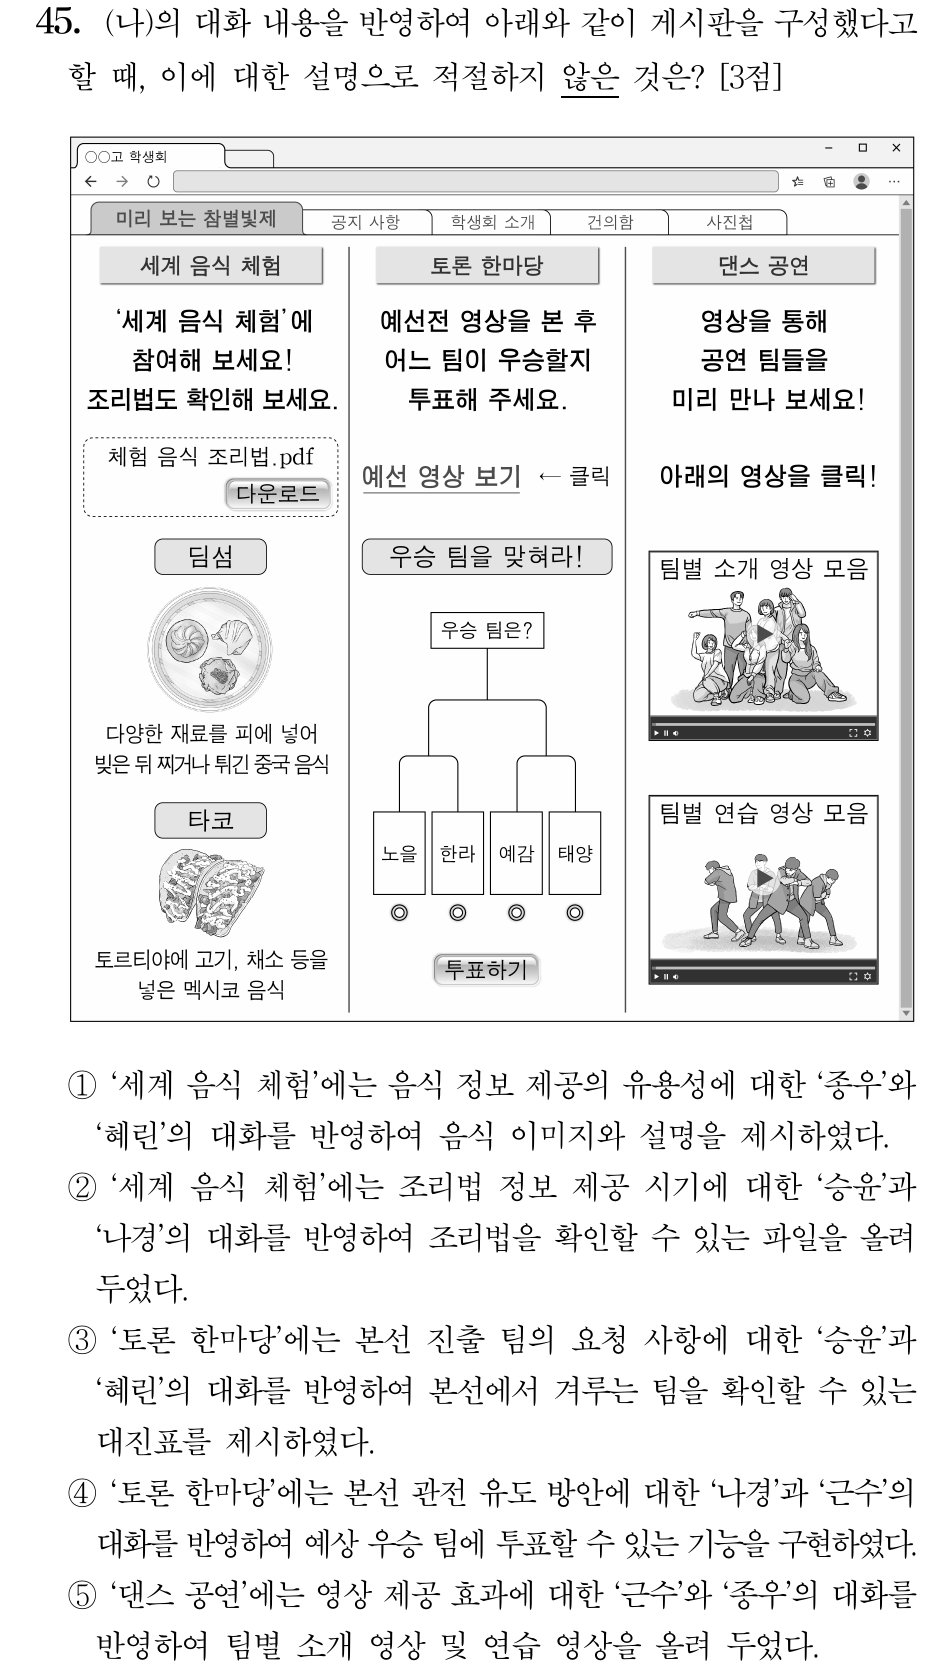 45. (나)의 대화 내용을 반영하여 아래와 같이 게시판을 구성했다고
할 때, 이에 대한 설명으로 적절하지 않은 것은? [3점]
○○고 학생회
미리 보는 참별빛제
공지 사항
학생회 소개
건의함
사진첩
세계 음식 체험
‘세계 음식 체험’에
참여해 보세요!
조리법도 확인해 보세요.
체험 음식 조리법.pdf
다운로드
딤섬
다양한 재료를 피에 넣어
빚은 뒤 찌거나 튀긴 중국 음식
타코
토르티야에 고기, 채소 등을
넣은 멕시코 음식
토론 한마당
예선전 영상을 본 후
어느 팀이 우승할지
투표해 주세요.
예선 영상 보기 ← 클릭
우승 팀을 맞혀라!
우승 팀은?
노을 한라 예감 태양
투표하기
댄스 공연
영상을 통해
공연 팀들을
미리 만나 보세요!
아래의 영상을 클릭!
팀별 소개 영상 모음
팀별 연습 영상 모음
① ‘세계 음식 체험’에는 음식 정보 제공의 유용성에 대한 ‘종우’와
‘혜린’의 대화를 반영하여 음식 이미지와 설명을 제시하였다.
② ‘세계 음식 체험’에는 조리법 정보 제공 시기에 대한 ‘승윤’과
‘나경’의 대화를 반영하여 조리법을 확인할 수 있는 파일을 올려
두었다.
③ ‘토론 한마당’에는 본선 진출 팀의 요청 사항에 대한 ‘승윤’과
‘혜린’의 대화를 반영하여 본선에서 겨루는 팀을 확인할 수 있는
대진표를 제시하였다.
④ ‘토론 한마당’에는 본선 관전 유도 방안에 대한 ‘나경’과 ‘근수’의
대화를 반영하여 예상 우승 팀에 투표할 수 있는 기능을 구현하였다.
⑤ ‘댄스 공연’에는 영상 제공 효과에 대한 ‘근수’와 ‘종우’의 대화를
반영하여 팀별 소개 영상 및 연습 영상을 올려 두었다.